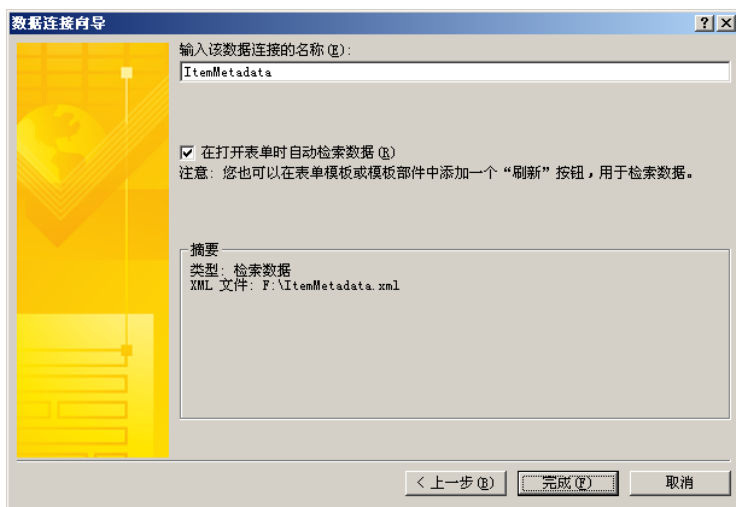 数据连接向导
输入该数据连接的名称(E):
ItemMetadata
在打开表单时自动检索数据(R)
注意: 您也可以在表单模板或模板部件中添加一个“刷新”按钮,用于检索数据。
摘要
类型: 检索数据
XML 文件: F:\ItemMetadata.xml
< 上一步(B)
完成(F)
取消